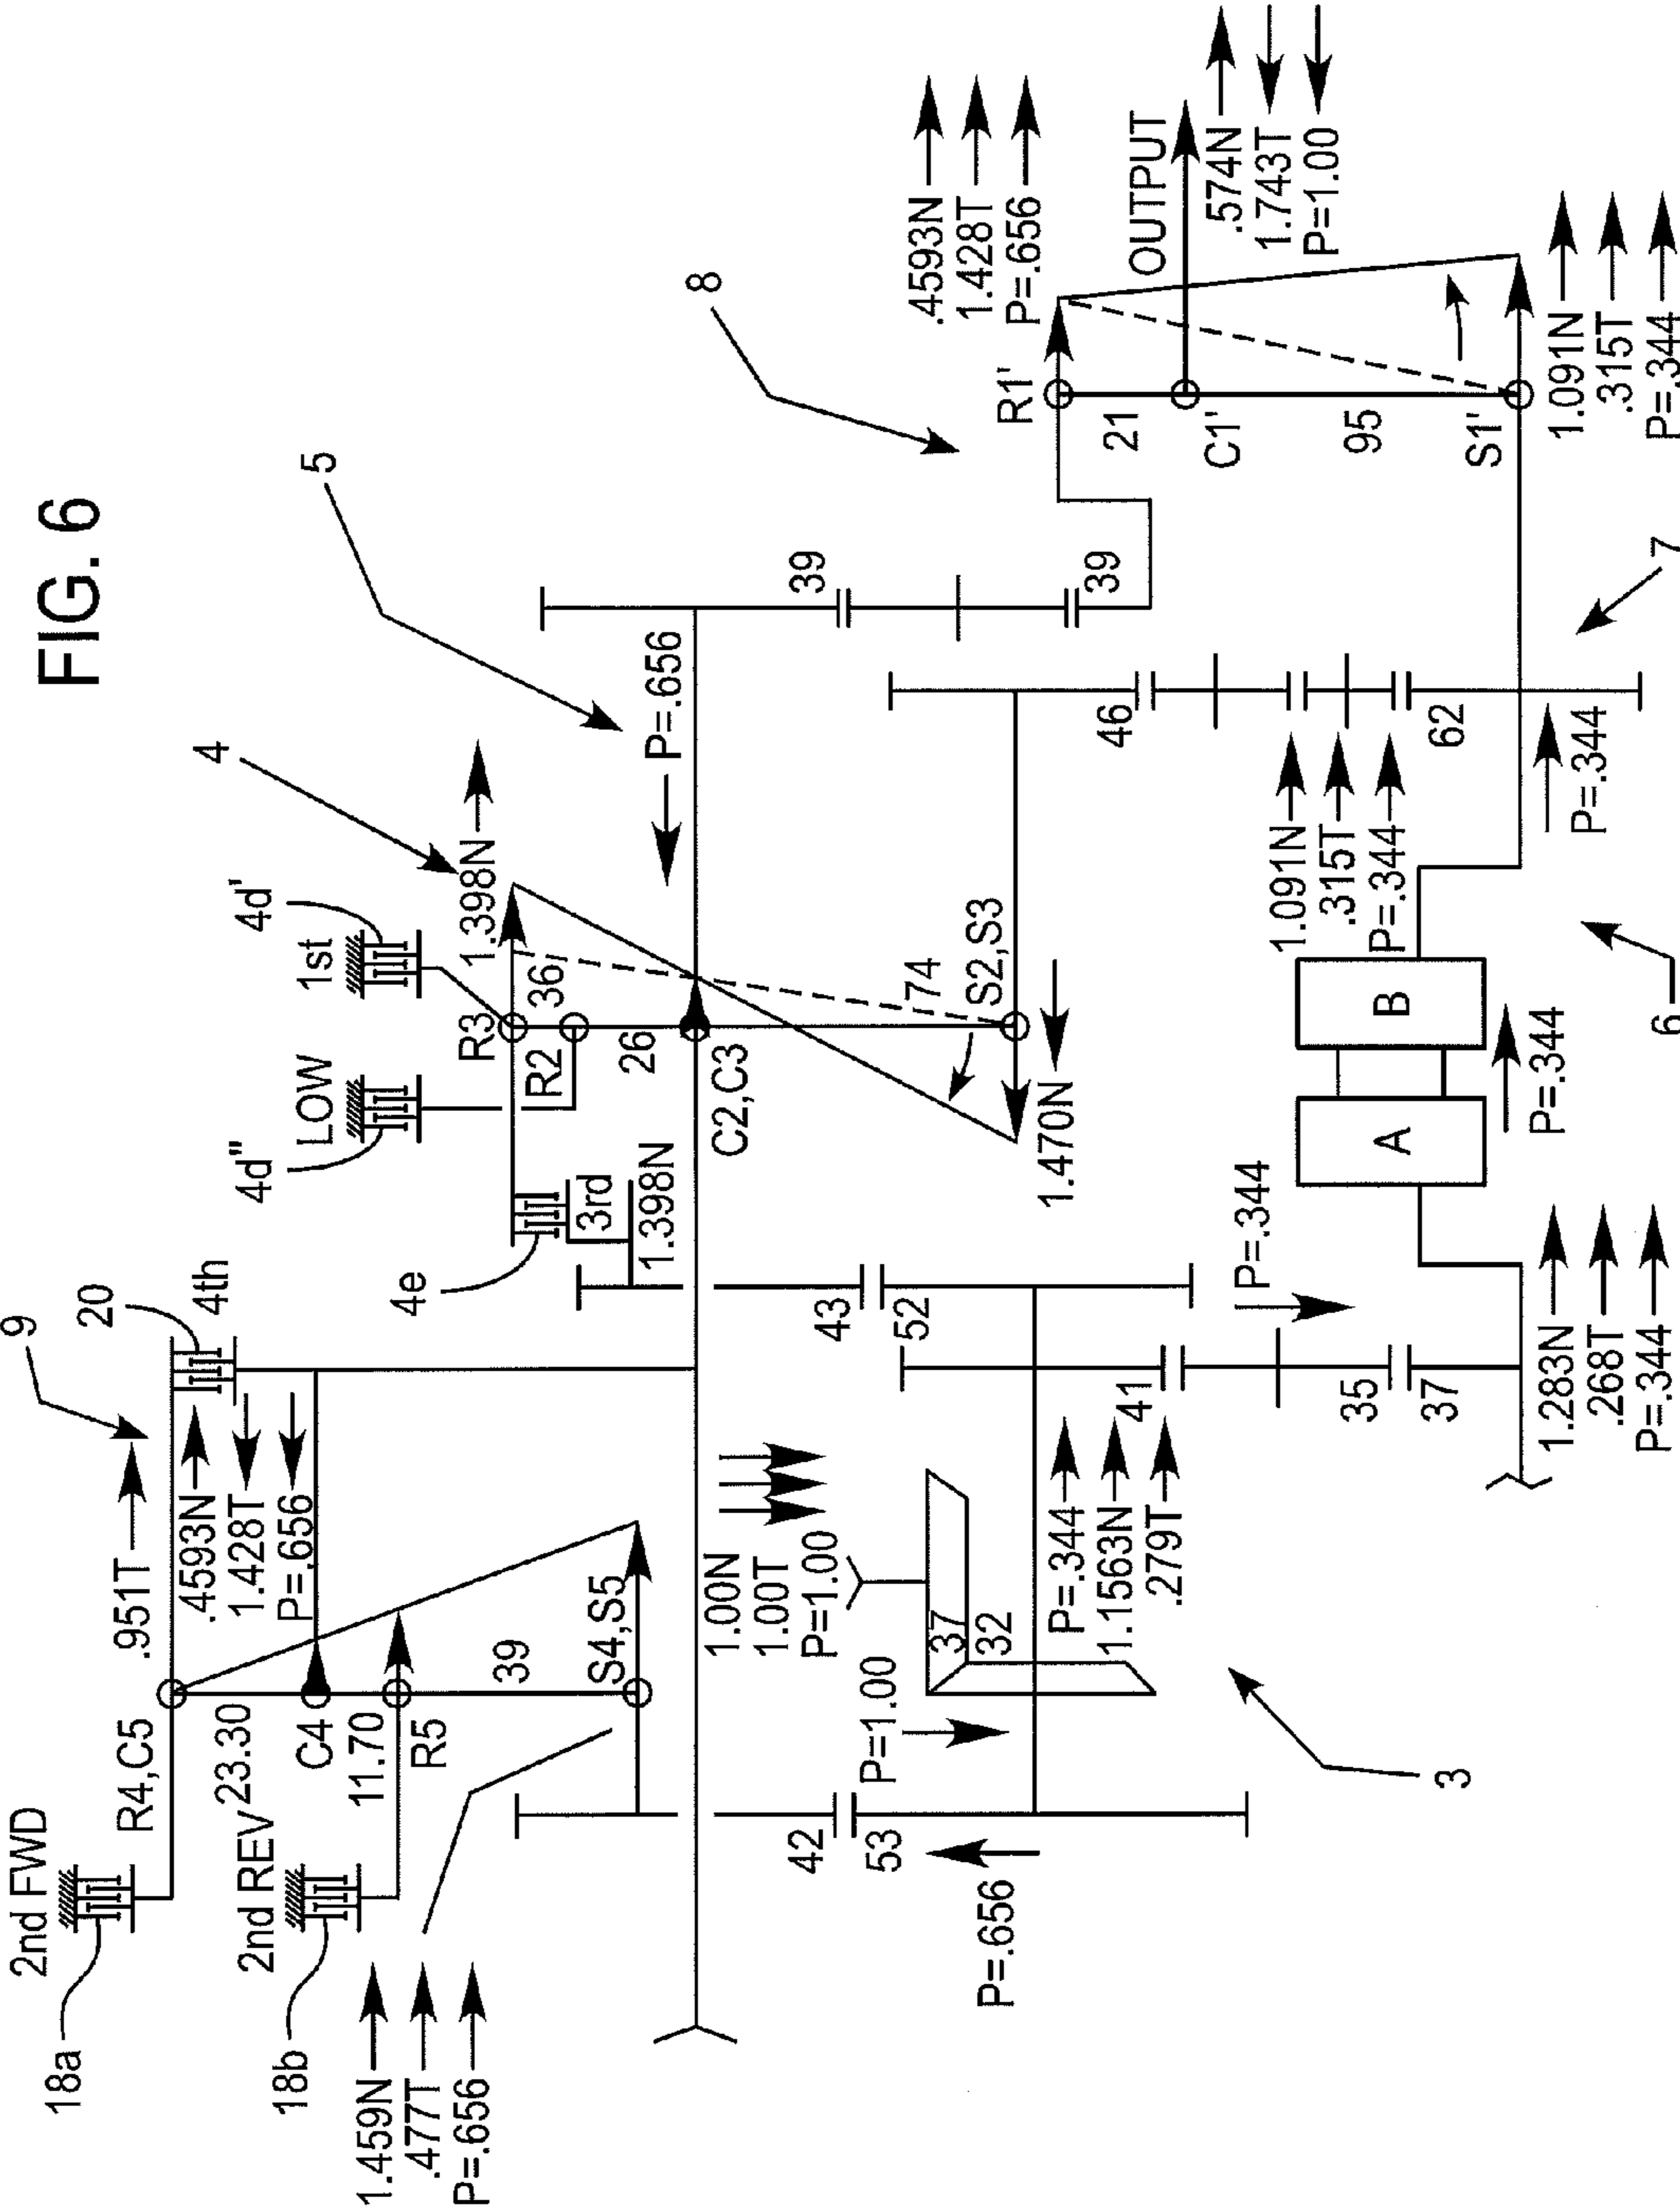 FIG. 6
9
20
4th
.951T
.4593N
1.428T
P=.656
2nd FWD
18a
R4,C5
23.30
C4
11.70
R5
39
S4,S5
2nd REV
18b
1.459N
.477T
P=.656
4
5
4d'
1st
1.398N
R3
36
LOW
4d"
R2
26
C2,C3
74
S2,S3
1.470N
4e
3rd
1.398N
P=.656
39
39
8
.4593N
1.428T
P=.656
R1'
21
C1'
95
S1'
OUTPUT
.574N
1.743T
P=1.00
1.091N
.315T
P=.344
46
62
7
P=.344
1.091N
.315T
P=.344
6
A
B
P=.344
P=.344
43
52
41
35
37
1.283N
.268T
P=.344
1.00N
1.00T
P=1.00
37
32
P=.344
1.1563N
.279T
P=1.00
3
42
53
P=.656